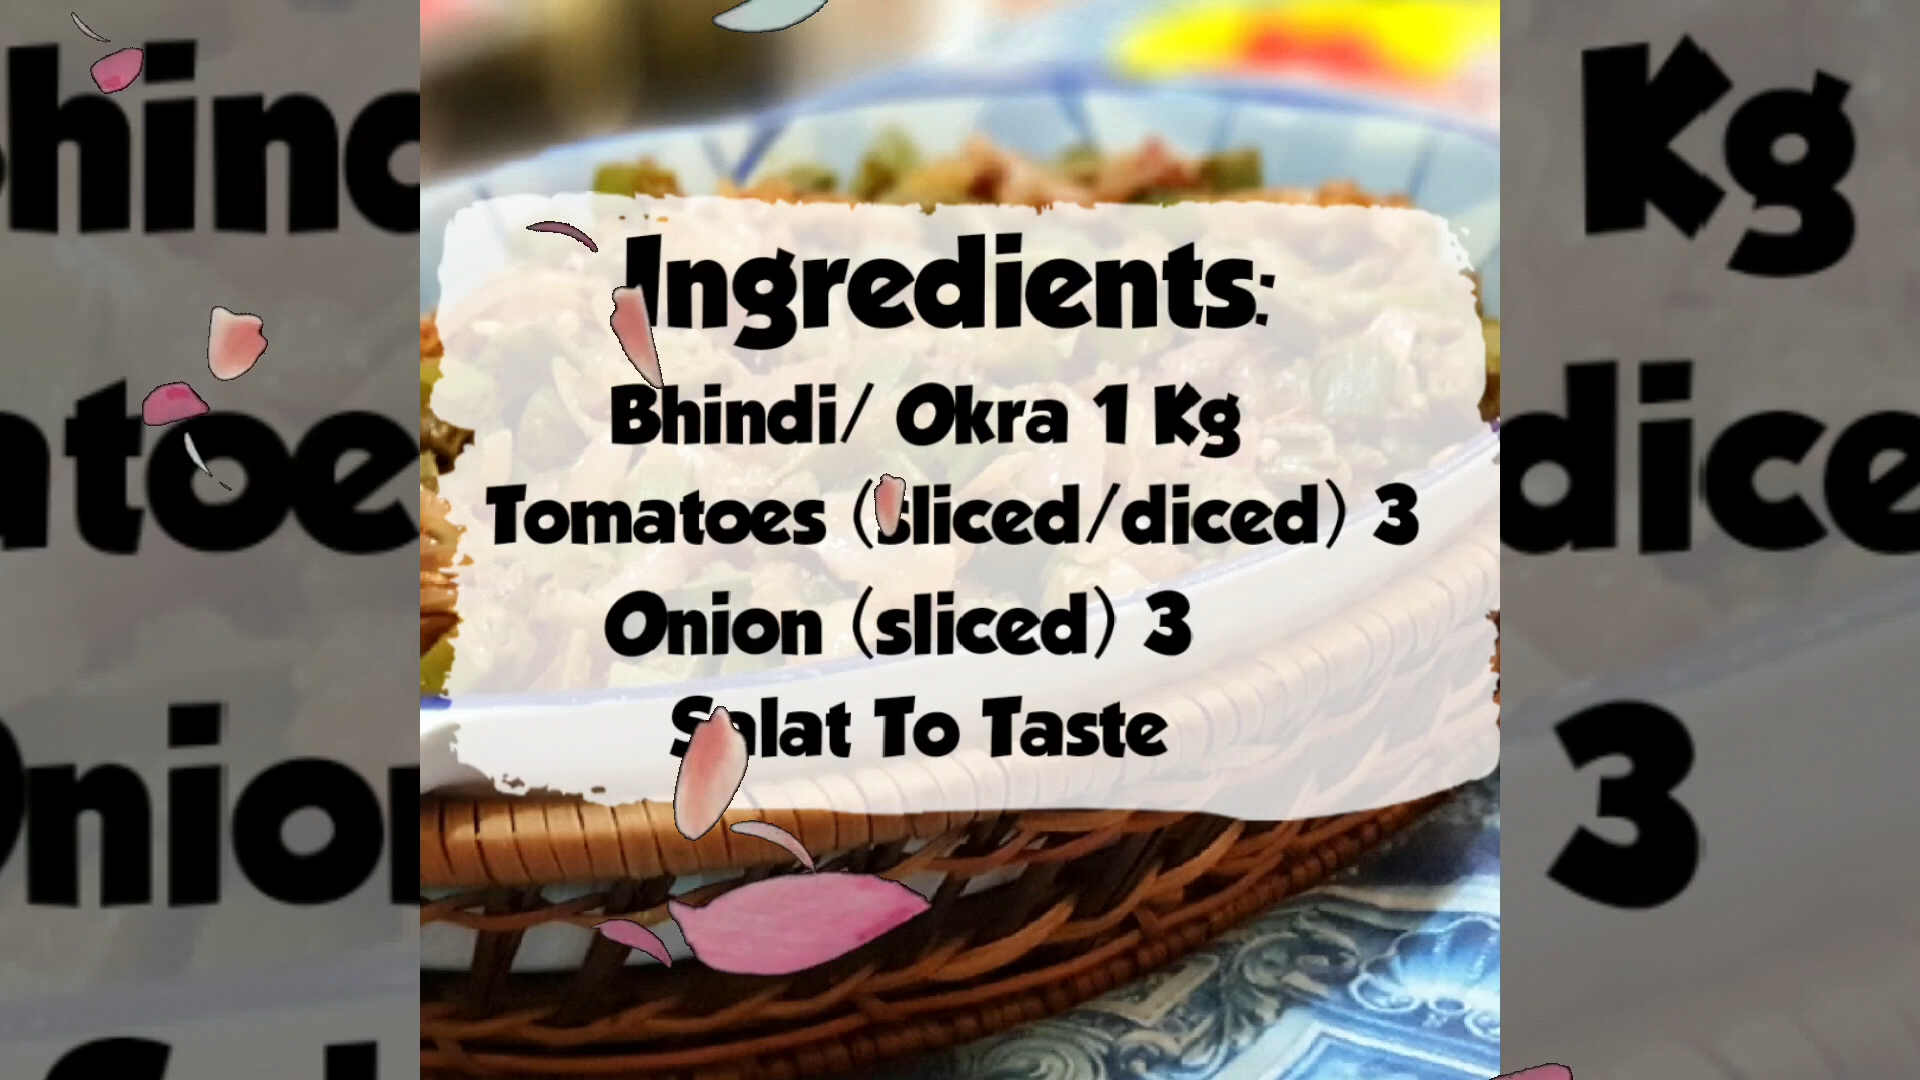 Ingredients:
Bhindi/ Okra 1 Kg
Tomatoes (sliced/diced) 3
Onion (sliced) 3
Salat To Taste